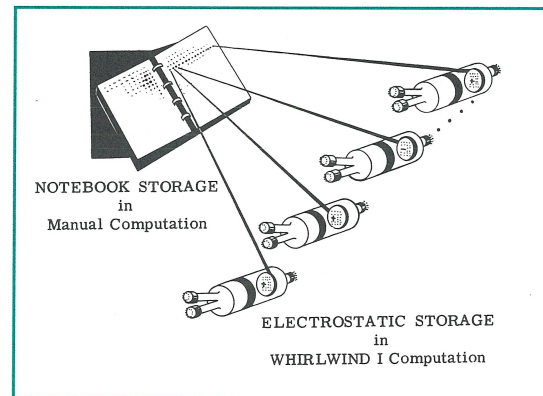 NOTEBOOK STORAGE
in
Manual Computation
ELECTROSTATIC STORAGE
in
WHIRLWIND I Computation